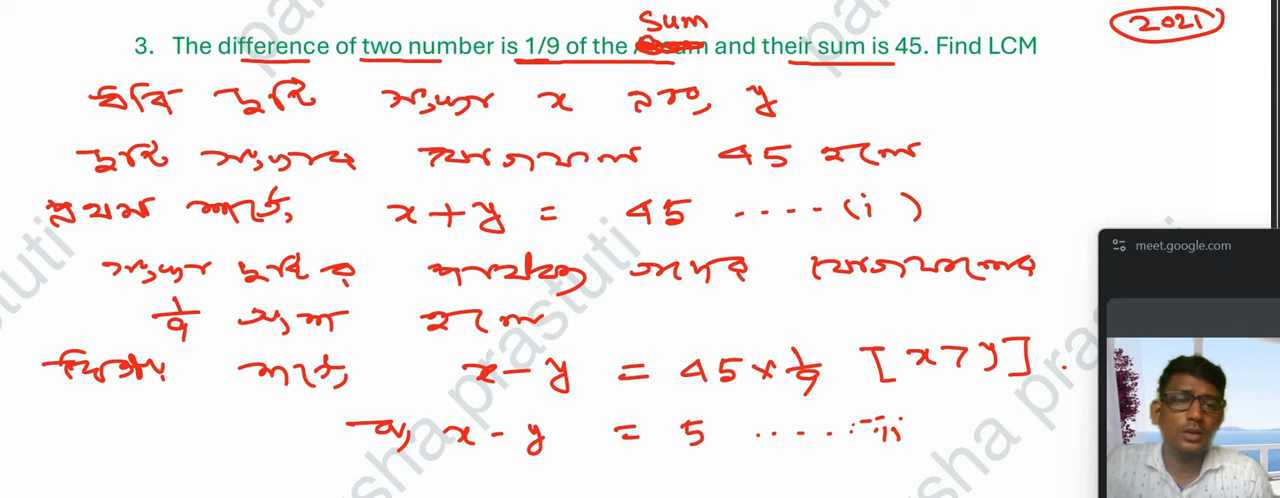 2021
Sum
3. The difference of two number is 1/9 of the and their sum is 45. Find LCM
ধরি দুটি সংখ্যা x এবং y
দুটি সংখ্যার যোগফল 45 হলে
প্রথম শর্তে, x + y = 45 ....(i)
meet.google.com
সংখ্যা দুটির পার্থক্য তাদের যোগফলের
1/9 অংশ হলে
দ্বিতীয় শর্তে, x - y = 45 × 1/9 [x > y].
বা, x - y = 5 ......ii
parsha prastuti